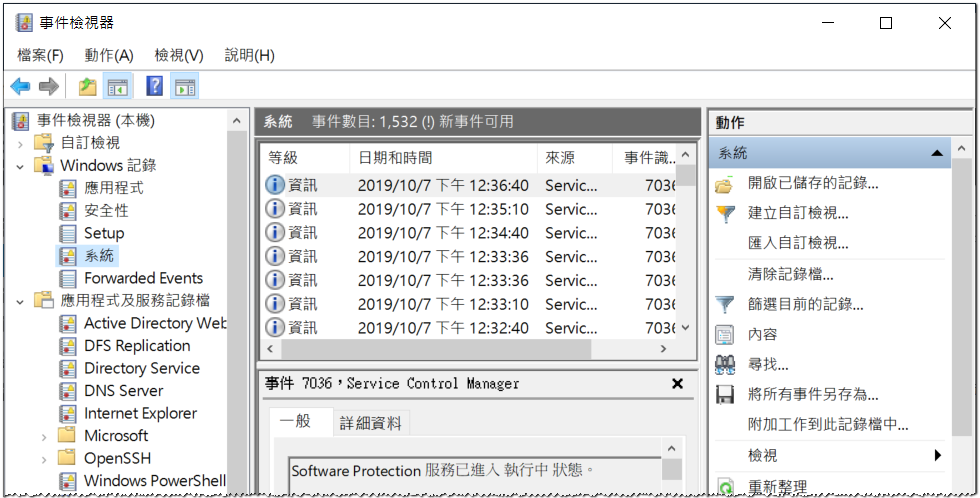 事件檢視器
檔案(F) 動作(A) 檢視(V) 說明(H)
事件檢視器 (本機)
自訂檢視
Windows 記錄
應用程式
安全性
Setup
系統
Forwarded Events
應用程式及服務記錄檔
Active Directory Web
DFS Replication
Directory Service
DNS Server
Internet Explorer
Microsoft
OpenSSH
Windows PowerShell
系統 事件數目: 1,532 (!) 新事件可用
等級 日期和時間 來源 事件識...
資訊 2019/10/7 下午 12:36:40 Servic... 7036
資訊 2019/10/7 下午 12:35:10 Servic... 7036
資訊 2019/10/7 下午 12:34:40 Servic... 7036
資訊 2019/10/7 下午 12:33:36 Servic... 7036
資訊 2019/10/7 下午 12:33:36 Servic... 7036
資訊 2019/10/7 下午 12:33:10 Servic... 7036
資訊 2019/10/7 下午 12:32:40 Servic... 7036
事件 7036，Service Control Manager
一般 詳細資料
Software Protection 服務已進入 執行中 狀態。
動作
系統
開啟已儲存的記錄...
建立自訂檢視...
匯入自訂檢視...
清除記錄檔...
篩選目前的記錄...
內容
尋找...
將所有事件另存為...
附加工作到此記錄檔中...
檢視
重新整理